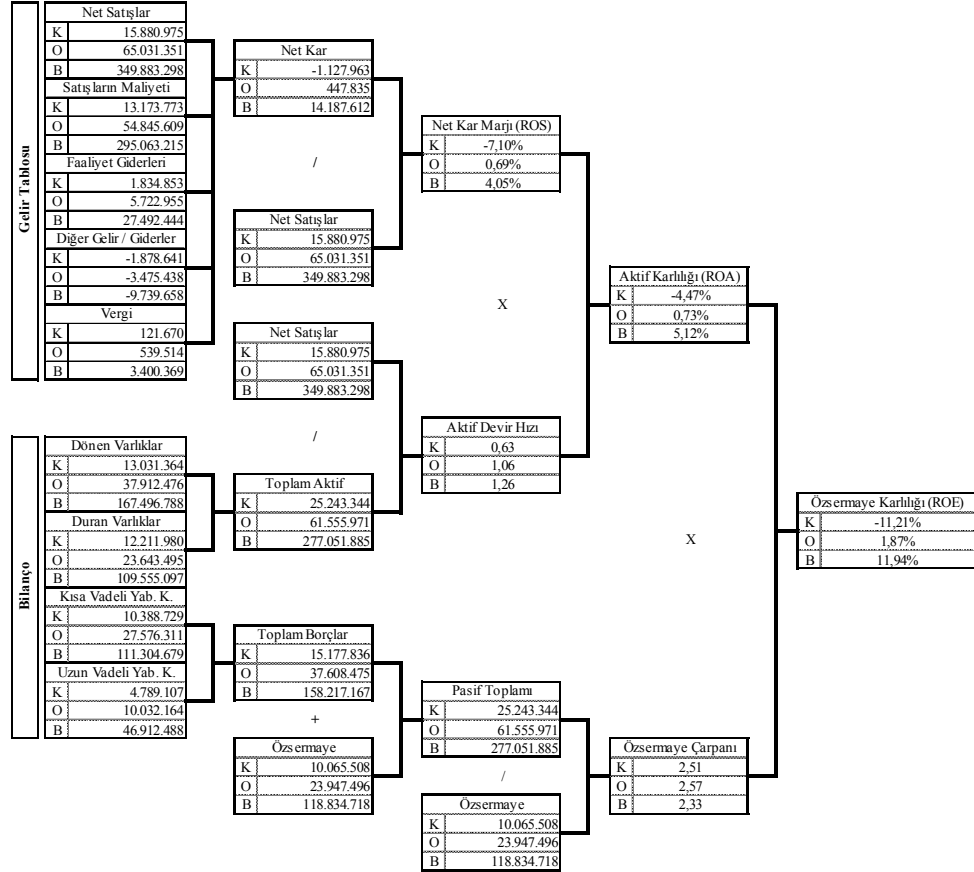 Gelir Tablosu
Net Satışlar
K 15.880.975
O 65.031.351
B 349.883.298
Satışların Maliyeti
K 13.173.773
O 54.845.609
B 295.063.215
Faaliyet Giderleri
K 1.834.853
O 5.722.955
B 27.492.444
Diğer Gelir / Giderler
K -1.878.641
O -3.475.438
B -9.739.658
Vergi
K 121.670
O 539.514
B 3.400.369
Net Kar
K -1.127.963
O 447.835
B 14.187.612
/
Net Satışlar
K 15.880.975
O 65.031.351
B 349.883.298
Net Kar Marjı (ROS)
K -7,10%
O 0,69%
B 4,05%
X
Net Satışlar
K 15.880.975
O 65.031.351
B 349.883.298
/
Toplam Aktif
K 25.243.344
O 61.555.971
B 277.051.885
Aktif Devir Hızı
K 0,63
O 1,06
B 1,26
Aktif Karlılığı (ROA)
K -4,47%
O 0,73%
B 5,12%
X
Bilanço
Dönen Varlıklar
K 13.031.364
O 37.912.476
B 167.496.788
Duran Varlıklar
K 12.211.980
O 23.643.495
B 109.555.097
Kısa Vadeli Yab. K.
K 10.388.729
O 27.576.311
B 111.304.679
Uzun Vadeli Yab. K.
K 4.789.107
O 10.032.164
B 46.912.488
Toplam Borçlar
K 15.177.836
O 37.608.475
B 158.217.167
+
Özsermaye
K 10.065.508
O 23.947.496
B 118.834.718
Pasif Toplamı
K 25.243.344
O 61.555.971
B 277.051.885
/
Özsermaye
K 10.065.508
O 23.947.496
B 118.834.718
Özsermaye Çarpanı
K 2,51
O 2,57
B 2,33
Özsermaye Karlılığı (ROE)
K -11,21%
O 1,87%
B 11,94%